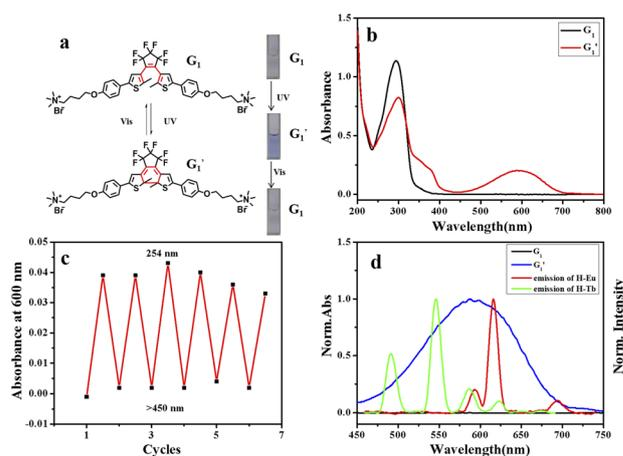 a
G1
F F F F F F
S S
O O
N+ Br-
N+ Br-
Vis UV
G1'
F F F F F F
S S
O O
N+ Br-
N+ Br-
G1
UV
G1'
Vis
G1
b
G1
G1'
Absorbance
1.5
1.0
0.5
0.0
200 300 400 500 600 700 800
Wavelength(nm)
c
254 nm
>450 nm
Absorbance at 600 nm
0.05
0.04
0.03
0.02
0.01
0.00
-0.01
1 3 5 7
Cycles
d
G1
G1'
emission of H-Eu
emission of H-Tb
Norm.Abs
Norm. Intensity
1.5
1.0
0.5
0.0
450 500 550 600 650 700 750
Wavelength(nm)